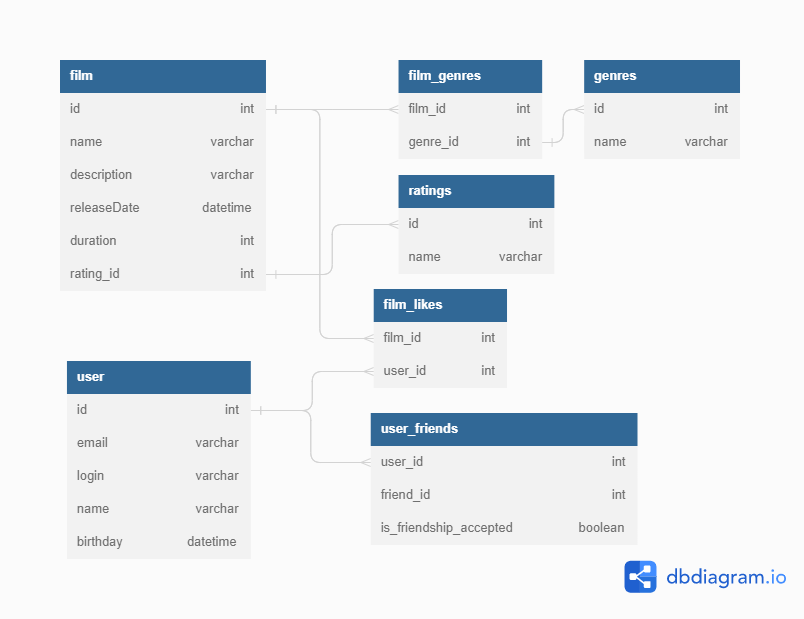 film
id int
name varchar
description varchar
releaseDate datetime
duration int
rating_id int
film_genres
film_id int
genre_id int
genres
id int
name varchar
ratings
id int
name varchar
film_likes
film_id int
user_id int
user
id int
email varchar
login varchar
name varchar
birthday datetime
user_friends
user_id int
friend_id int
is_friendship_accepted boolean
dbdiagram.io